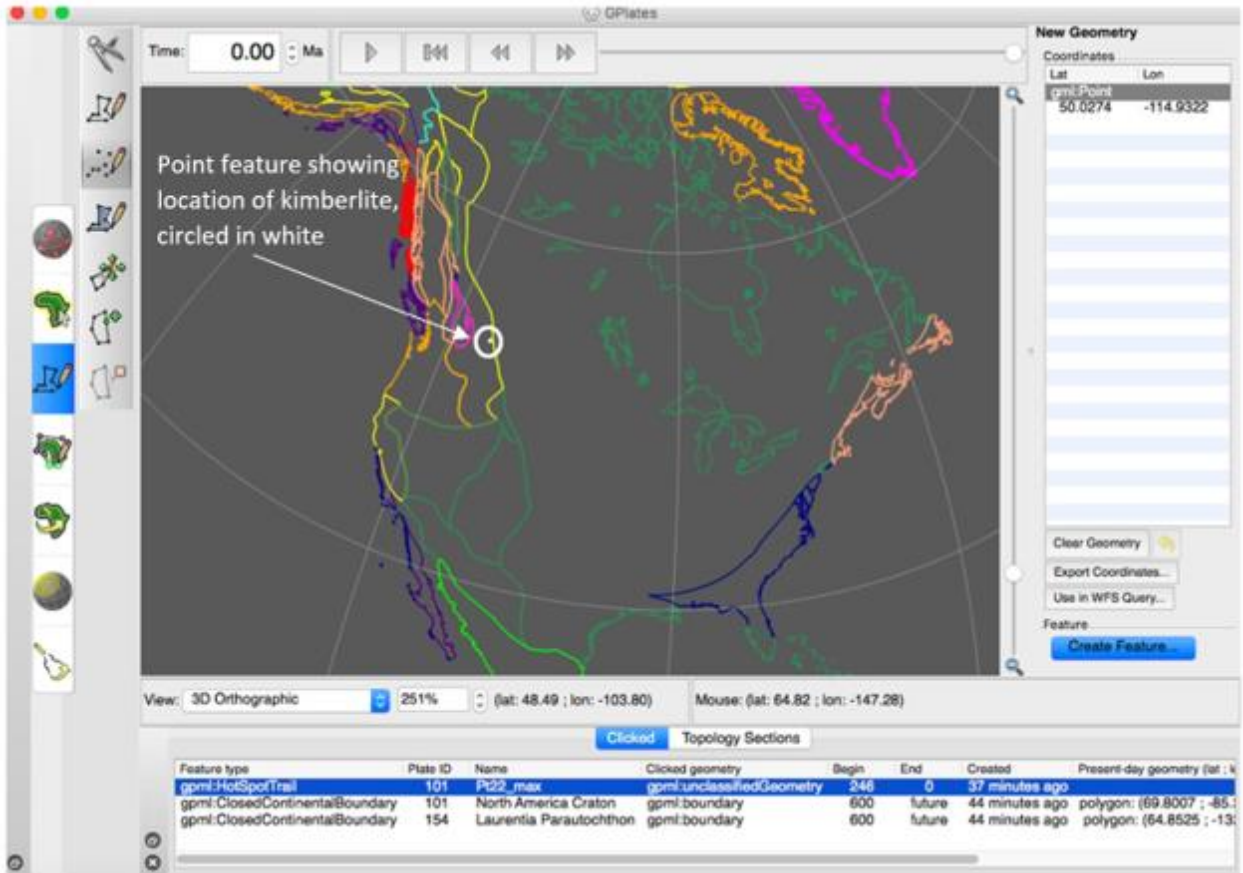 GPlates
Time: 0.00 Ma
New Geometry
Coordinates
Lat Lon
gml:Point
50.0274 -114.9322
Point feature showing
location of kimberlite,
circled in white
Clear Geometry
Export Coordinates...
Use in WFS Query...
Feature
Create Feature...
View: 3D Orthographic 251% (lat: 48.49 ; lon: -103.80) Mouse: (lat: 64.82 ; lon: -147.28)
Clicked Topology Sections
Feature type Plate ID Name Clicked geometry Begin End Created Present-day geometry (lat ;
gpml:HotSpotTrail 101 Pt22_max gpml:unclassifiedGeometry 246 0 37 minutes ago
gpml:ClosedContinentalBoundary 101 North America Craton gpml:boundary 600 future 44 minutes ago polygon: (69.8007 ; -85.
gpml:ClosedContinentalBoundary 154 Laurentia Parautochthon gpml:boundary 600 future 44 minutes ago polygon: (64.8525 ; -13